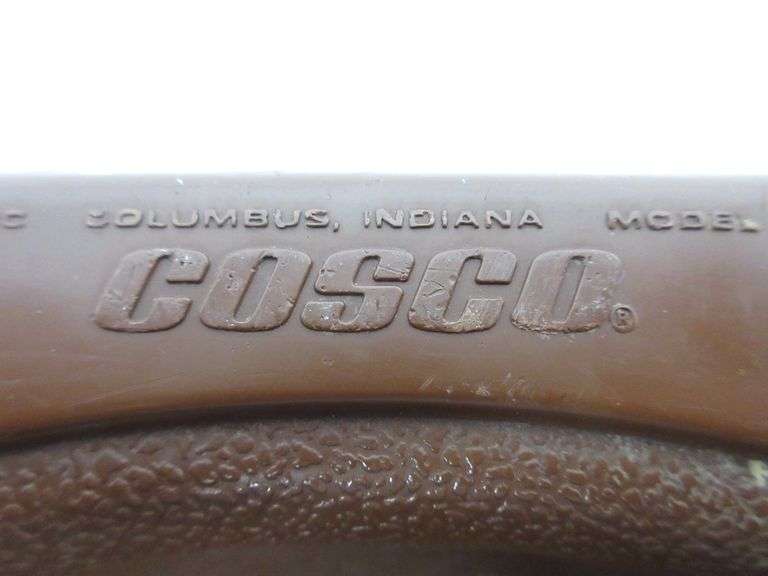 COLUMBUS, INDIANA MODEL
COSCO®